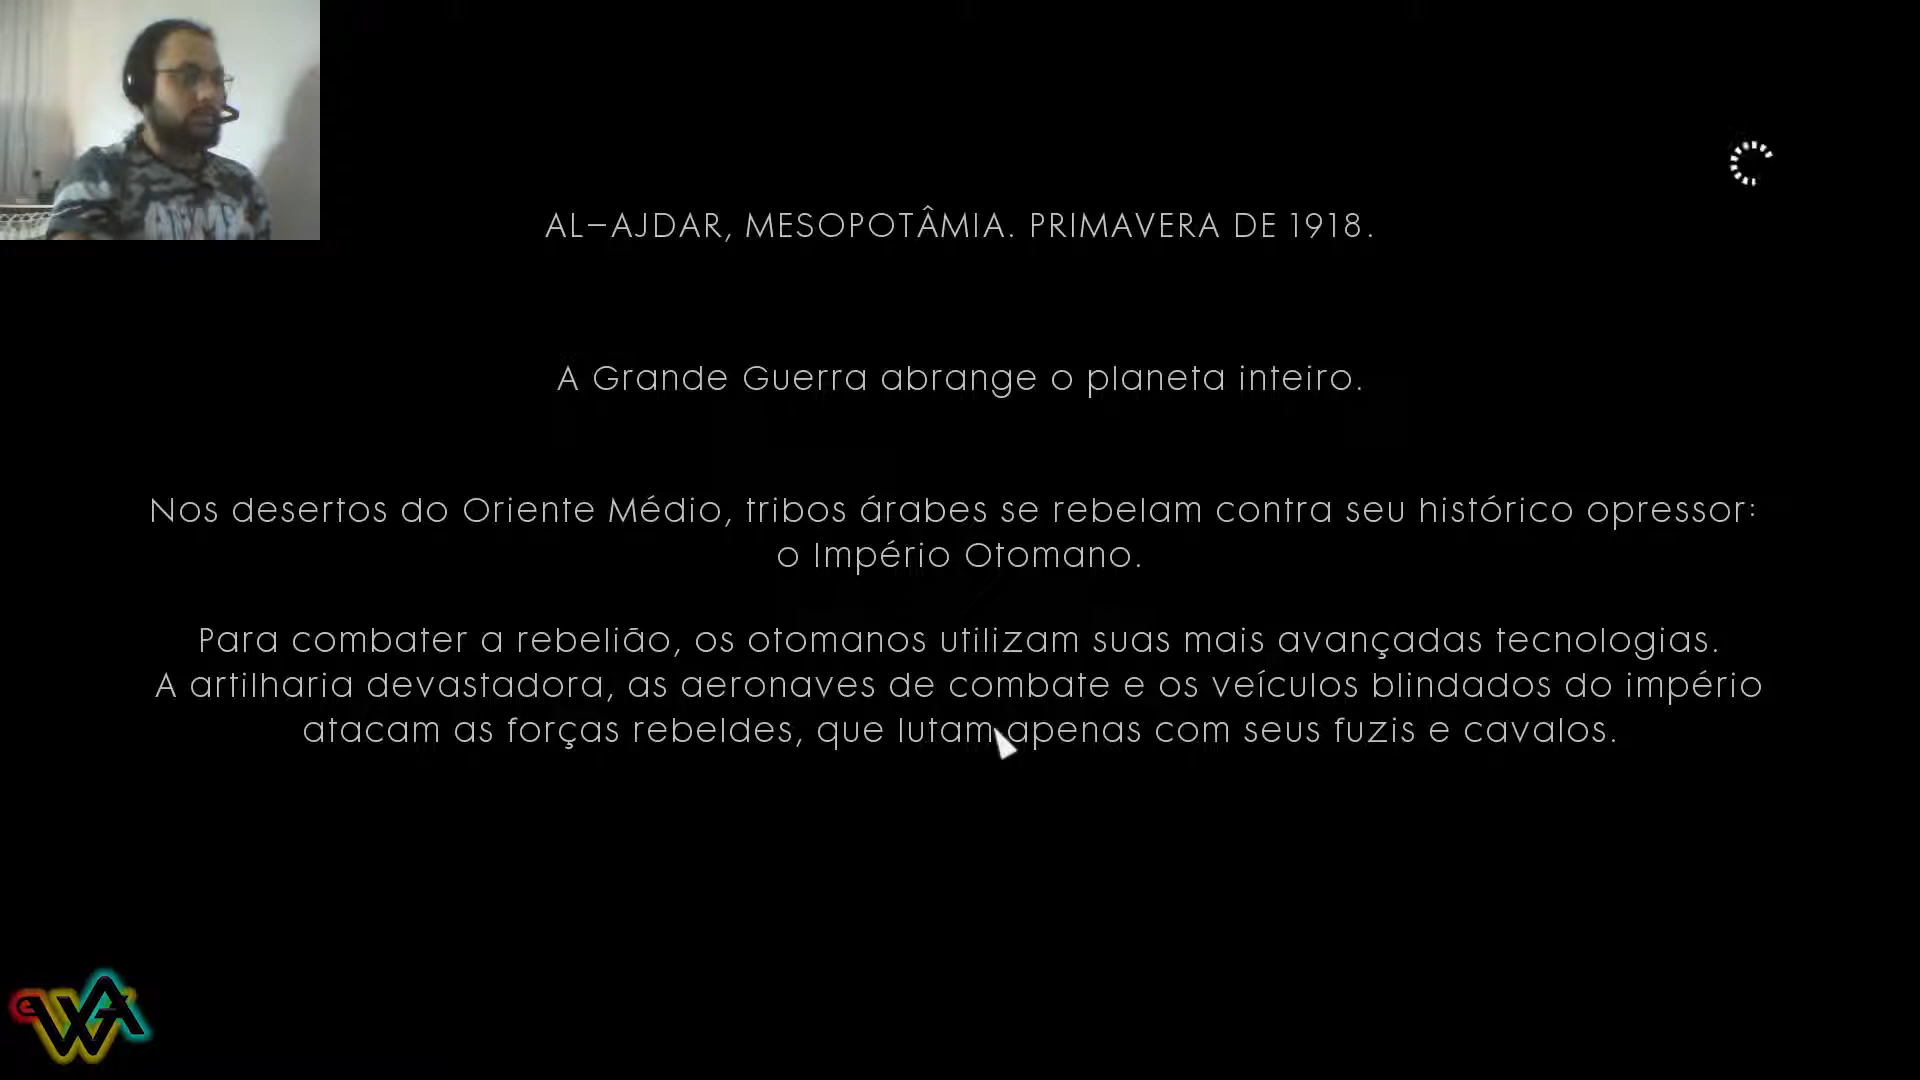 AL-AJDAR, MESOPOTÂMIA. PRIMAVERA DE 1918.
A Grande Guerra abrange o planeta inteiro.
Nos desertos do Oriente Médio, tribos árabes se rebelam contra seu histórico opressor:
o Império Otomano.
Para combater a rebelião, os otomanos utilizam suas mais avançadas tecnologias.
A artilharia devastadora, as aeronaves de combate e os veículos blindados do império
atacam as forças rebeldes, que lutam apenas com seus fuzis e cavalos.